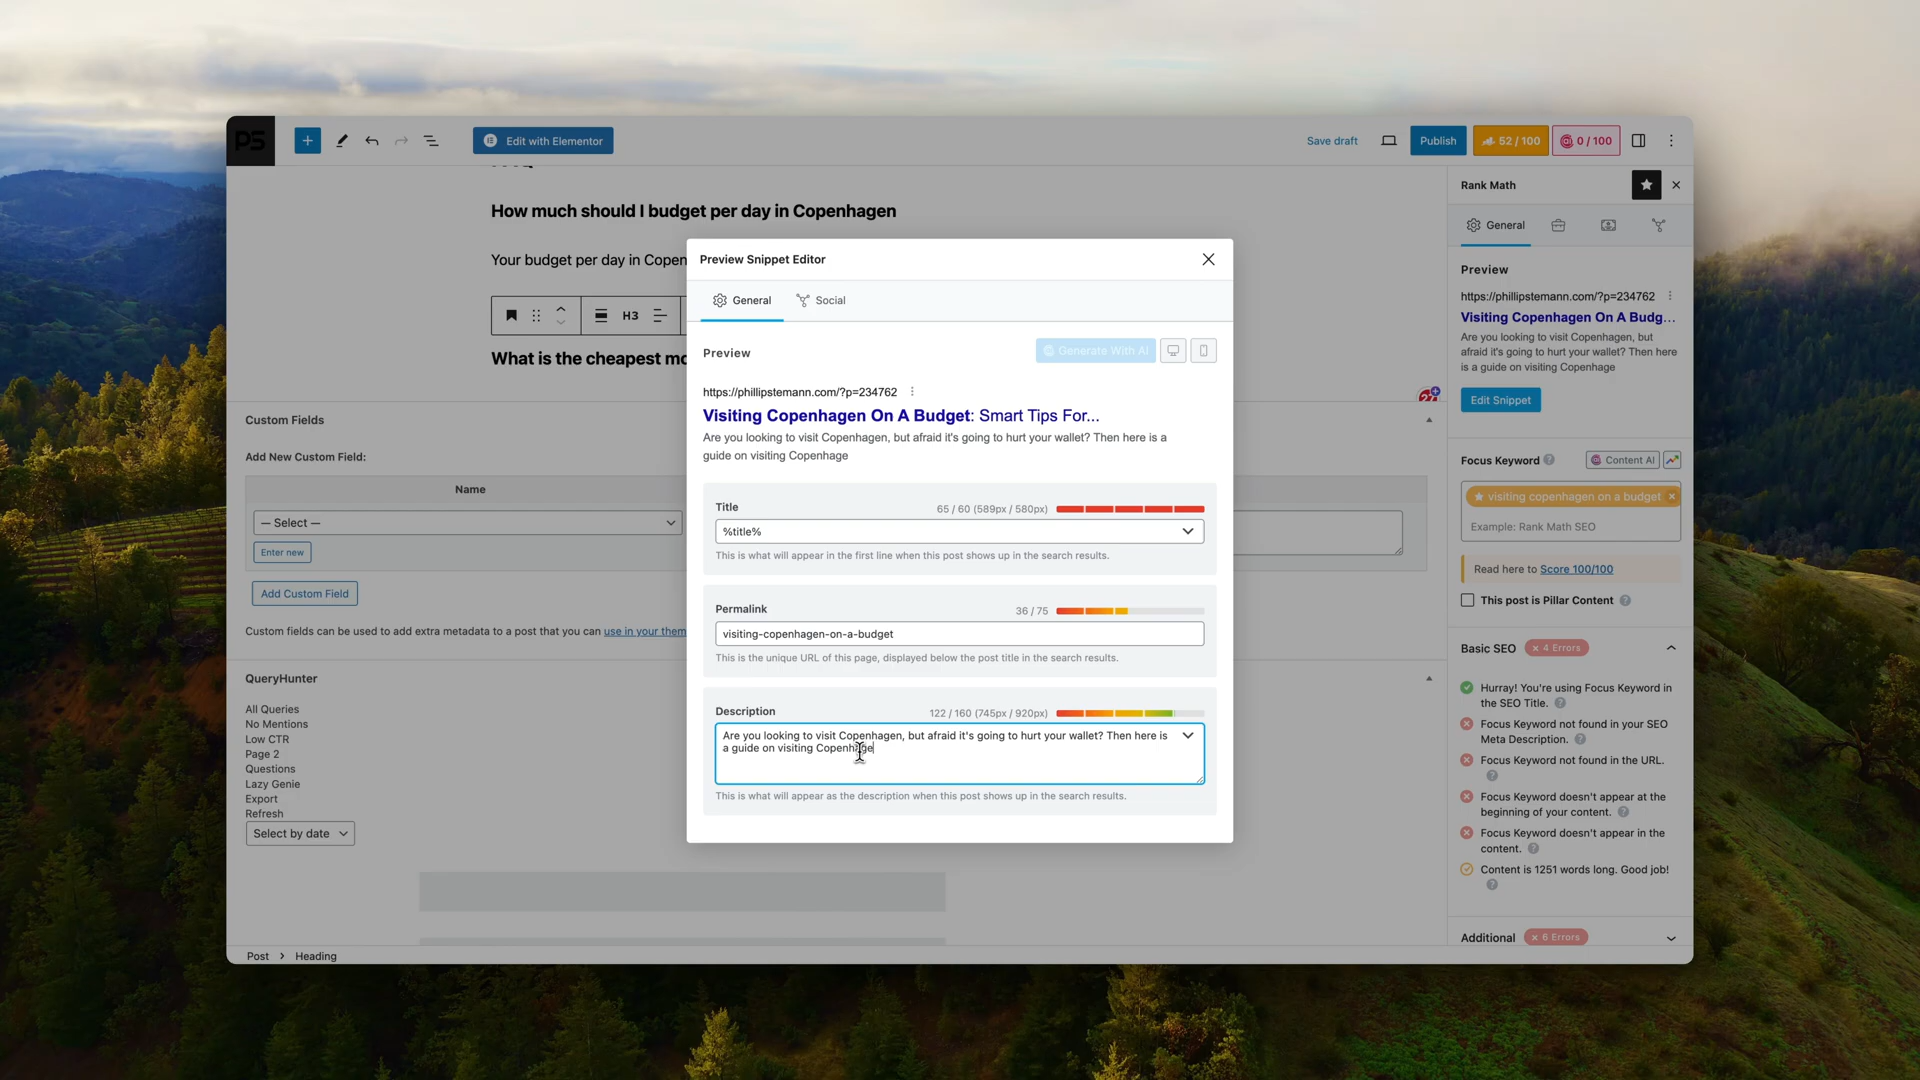 PS
Edit with Elementor
Save draft
Publish
52 / 100
0 / 100
How much should I budget per day in Copenhagen
Your budget per day in Copen
H3
What is the cheapest mo
Custom Fields
Add New Custom Field:
Name
— Select —
Enter new
Add Custom Field
Custom fields can be used to add extra metadata to a post that you can use in your them
QueryHunter
All Queries
No Mentions
Low CTR
Page 2
Questions
Lazy Genie
Export
Refresh
Select by date
Post
Heading
Preview Snippet Editor
General
Social
Preview
Generate With AI
https://phillipstemann.com/?p=234762
Visiting Copenhagen On A Budget: Smart Tips For...
Are you looking to visit Copenhagen, but afraid it's going to hurt your wallet? Then here is a
guide on visiting Copenhage
Title
65 / 60 (589px / 580px)
%title%
This is what will appear in the first line when this post shows up in the search results.
Permalink
36 / 75
visiting-copenhagen-on-a-budget
This is the unique URL of this page, displayed below the post title in the search results.
Description
122 / 160 (745px / 920px)
Are you looking to visit Copenhagen, but afraid it's going to hurt your wallet? Then here is
a guide on visiting Copenhage
This is what will appear as the description when this post shows up in the search results.
Rank Math
General
Preview
https://phillipstemann.com/?p=234762
Visiting Copenhagen On A Budg...
Are you looking to visit Copenhagen, but
afraid it's going to hurt your wallet? Then here
is a guide on visiting Copenhage
Edit Snippet
Focus Keyword
Content AI
visiting copenhagen on a budget
Example: Rank Math SEO
Read here to Score 100/100
This post is Pillar Content
Basic SEO
× 4 Errors
Hurray! You're using Focus Keyword in
the SEO Title.
Focus Keyword not found in your SEO
Meta Description.
Focus Keyword not found in the URL.
Focus Keyword doesn't appear at the
beginning of your content.
Focus Keyword doesn't appear in the
content.
Content is 1251 words long. Good job!
Additional
× 6 Errors